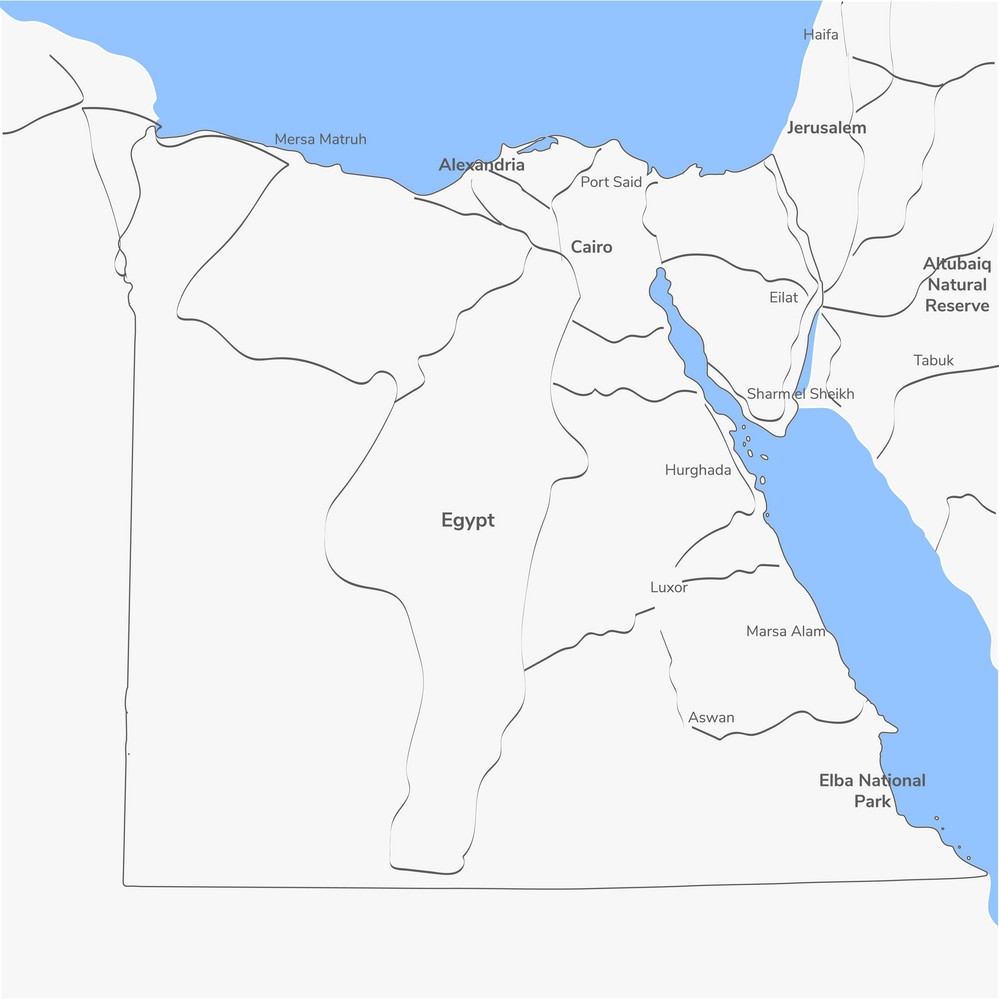 Haifa
Jerusalem
Mersa Matruh
Alexandria
Port Said
Cairo
Altubaiq
Natural
Reserve
Eilat
Tabuk
Sharm el Sheikh
Hurghada
Egypt
Luxor
Marsa Alam
Aswan
Elba National
Park